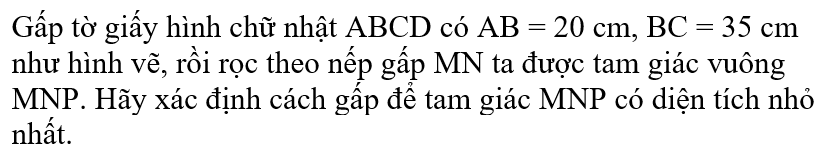 Gấp tờ giấy hình chữ nhật ABCD có AB = 20 cm, BC = 35 cm
như hình vẽ, rồi rọc theo nếp gấp MN ta được tam giác vuông
MNP. Hãy xác định cách gấp để tam giác MNP có diện tích nhỏ
nhất.